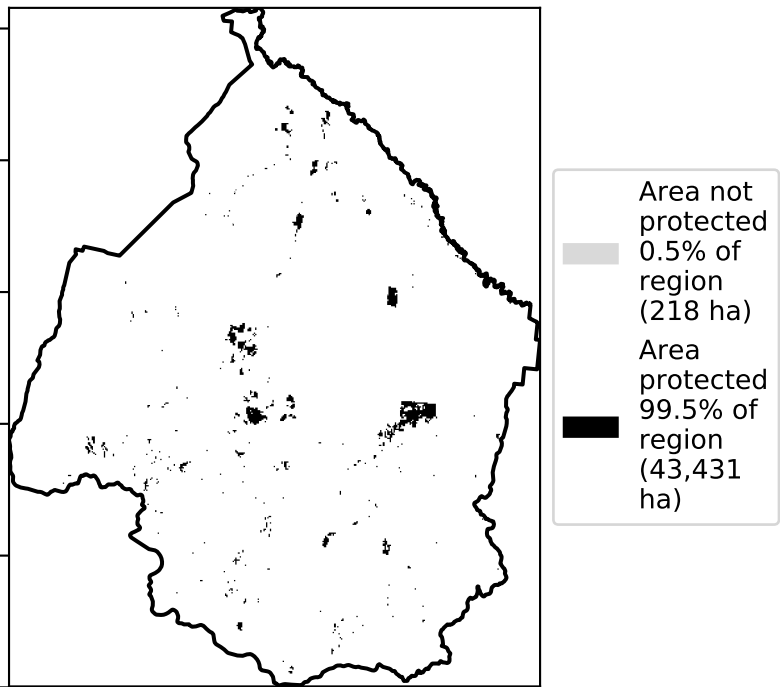 Area not
protected
0.5% of
region
(218 ha)
Area
protected
99.5% of
region
(43,431
ha)